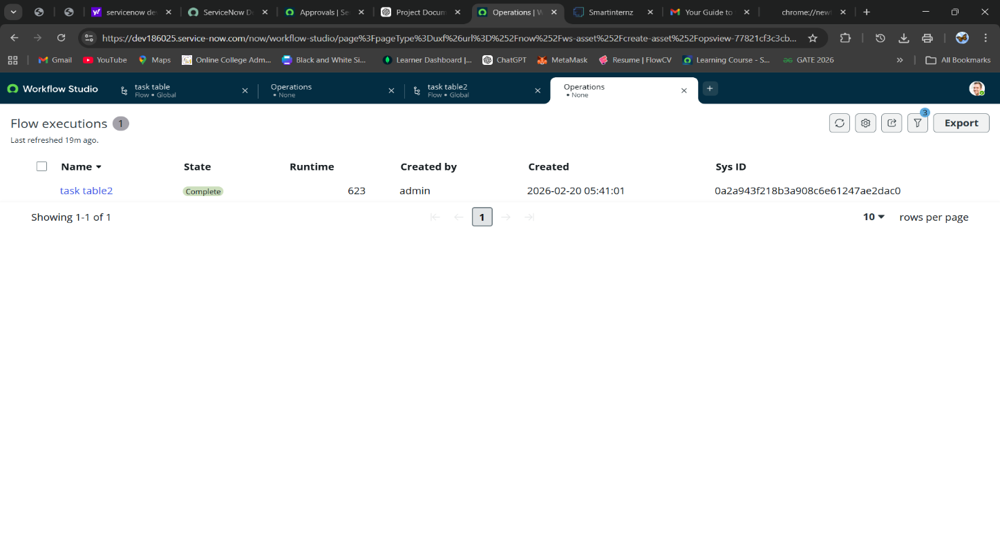 servicenow de
ServiceNow D
Approvals | Se
Project Docum
Operations | W
Smartinternz
Your Guide to
chrome://newt
https://dev186025.service-now.com/now/workflow-studio/page%3FpageType%3Duxf%26url%3D%252Fnow%252Fws-asset%252Fcreate-asset%252Fopsview-77821cf3c3cb...
Gmail
YouTube
Maps
Online College Adm...
Black and White Si...
Learner Dashboard |...
ChatGPT
MetaMask
Resume | FlowCV
Learning Course - S...
GATE 2026
»
All Bookmarks
Workflow Studio
task table
Flow • Global
Operations
• None
task table2
Flow • Global
Operations
• None
Flow executions 1
3
Export
Last refreshed 19m ago.
Name State Runtime Created by Created Sys ID
task table2 Complete 623 admin 2026-02-20 05:41:01 0a2a943f218b3a908c6e61247ae2dac0
Showing 1-1 of 1 1 10 rows per page